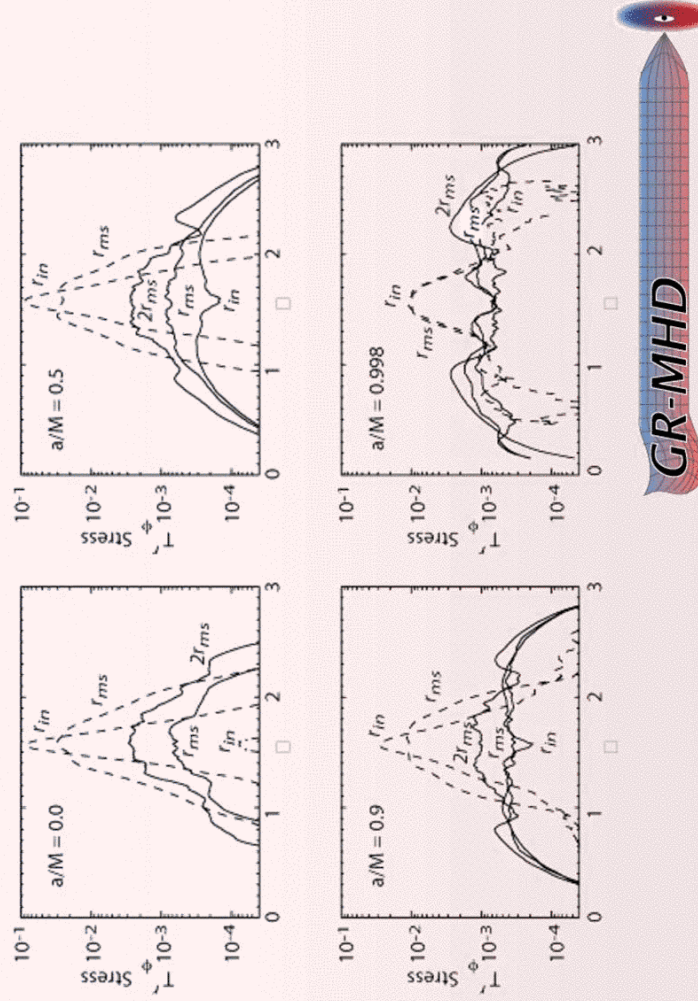 a/M = 0.0
T^r_ϕ Stress
10^-1
10^-2
10^-3
10^-4
0 1 2 3
r_in
r_ms
2r_ms
2r_ms
r_ms
r_in
a/M = 0.5
T^r_ϕ Stress
10^-1
10^-2
10^-3
10^-4
0 1 2 3
r_in
r_ms
2r_ms
r_ms
r_in
a/M = 0.9
T^r_ϕ Stress
10^-1
10^-2
10^-3
10^-4
0 1 2 3
r_in
r_ms
2r_ms
r_ms
r_in
a/M = 0.998
T^r_ϕ Stress
10^-1
10^-2
10^-3
10^-4
0 1 2 3
r_in
r_ms
2r_ms
r_ms
r_in
GR-MHD